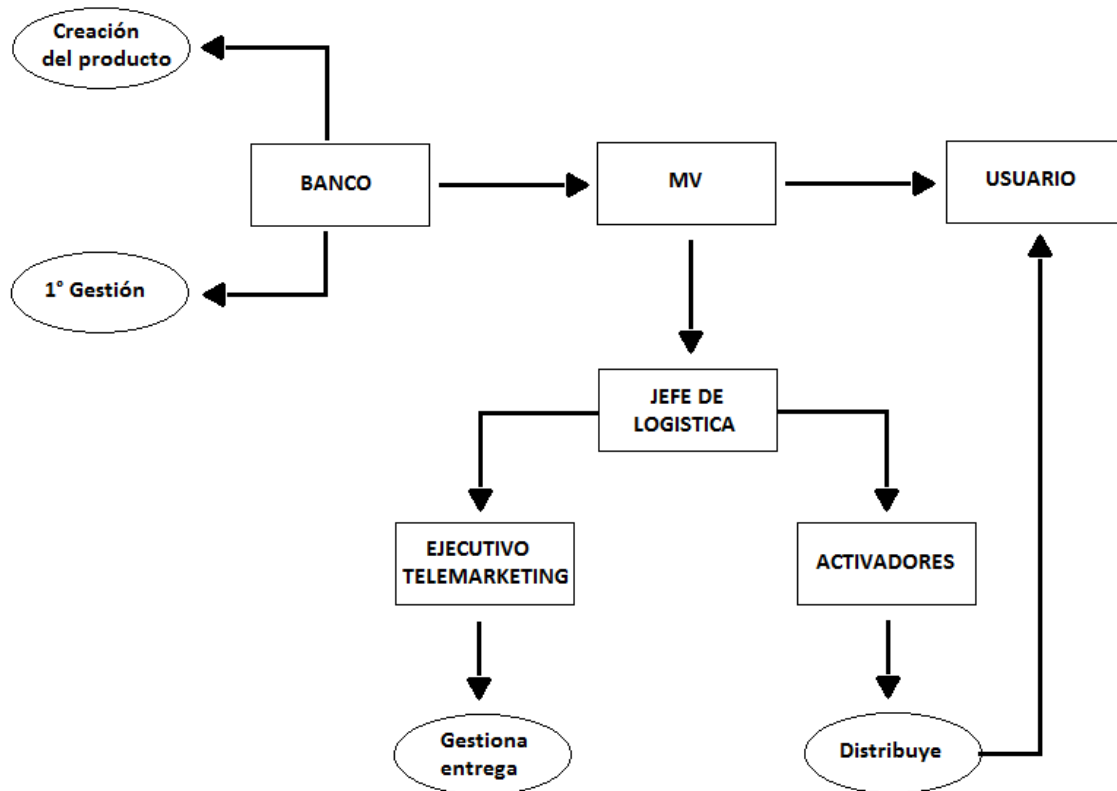 Creación
del producto
BANCO
MV
USUARIO
1° Gestión
JEFE DE
LOGISTICA
EJECUTIVO
TELEMARKETING
ACTIVADORES
Gestiona
entrega
Distribuye